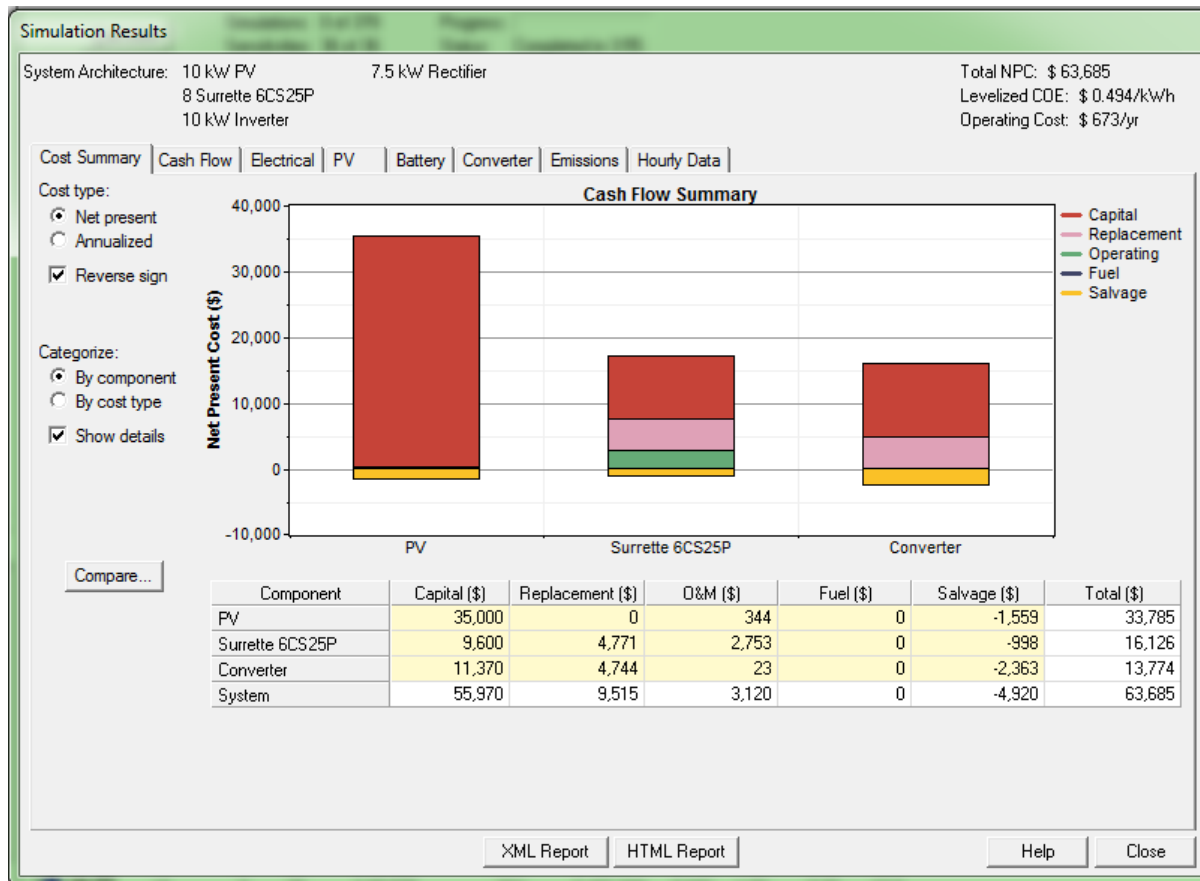 Simulation Results
System Architecture: 10 kW PV 7.5 kW Rectifier Total NPC: $ 63,685
8 Surrette 6CS25P Levelized COE: $ 0.494/kWh
10 kW Inverter Operating Cost: $ 673/yr
Cost Summary Cash Flow Electrical PV Battery Converter Emissions Hourly Data
Cost type:
Net present
Annualized
Reverse sign
Categorize:
By component
By cost type
Show details
Compare...
Cash Flow Summary
Net Present Cost ($)
40,000
30,000
20,000
10,000
0
-10,000
PV Surrette 6CS25P Converter
Capital
Replacement
Operating
Fuel
Salvage
Component Capital ($) Replacement ($) O&M ($) Fuel ($) Salvage ($) Total ($)
PV 35,000 0 344 0 -1,559 33,785
Surrette 6CS25P 9,600 4,771 2,753 0 -998 16,126
Converter 11,370 4,744 23 0 -2,363 13,774
System 55,970 9,515 3,120 0 -4,920 63,685
XML Report HTML Report Help Close